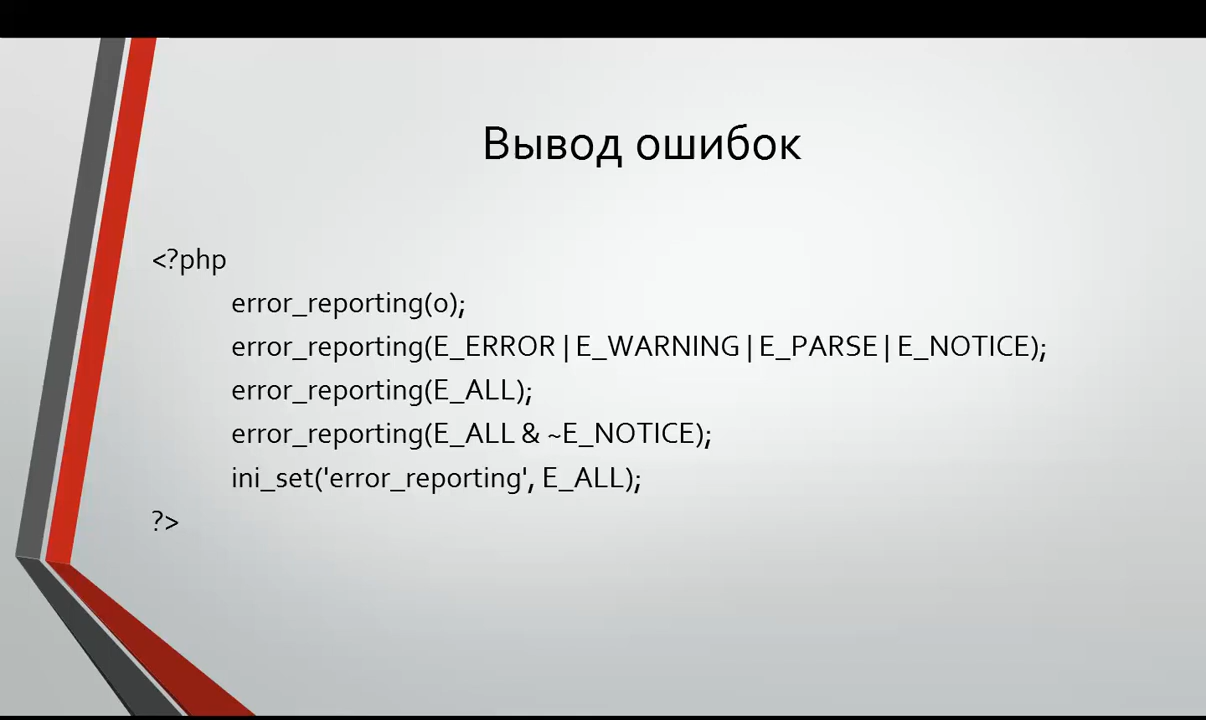 Вывод ошибок
<?php
error_reporting(0);
error_reporting(E_ERROR | E_WARNING | E_PARSE | E_NOTICE);
error_reporting(E_ALL);
error_reporting(E_ALL & ~E_NOTICE);
ini_set('error_reporting', E_ALL);
?>